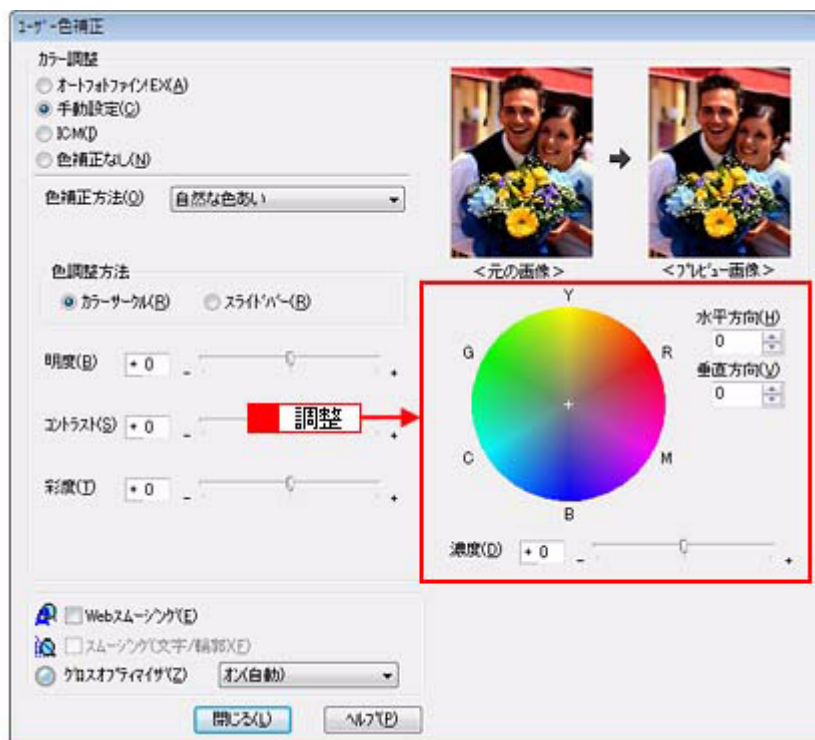 ユーザー色補正
カラー調整
オートフォトファイン!EX(A)
手動設定(C)
ICM(I)
色補正なし(N)
色補正方法(O) 自然な色あい
<元の画像>
<プレビュー画像>
色調整方法
カラーサークル(R) スライドバー(R)
明度(B) +0 - +
コントラスト(S) +0 - +
彩度(T) +0 - +
調整
Y
G R
C M
B
水平方向(H)
0
垂直方向(V)
0
濃度(D) +0 - +
Webスムージング(E)
スムージング(文字/輪郭)(F)
グロスオプティマイザ(Z) オン(自動)
閉じる(L) ヘルプ(P)